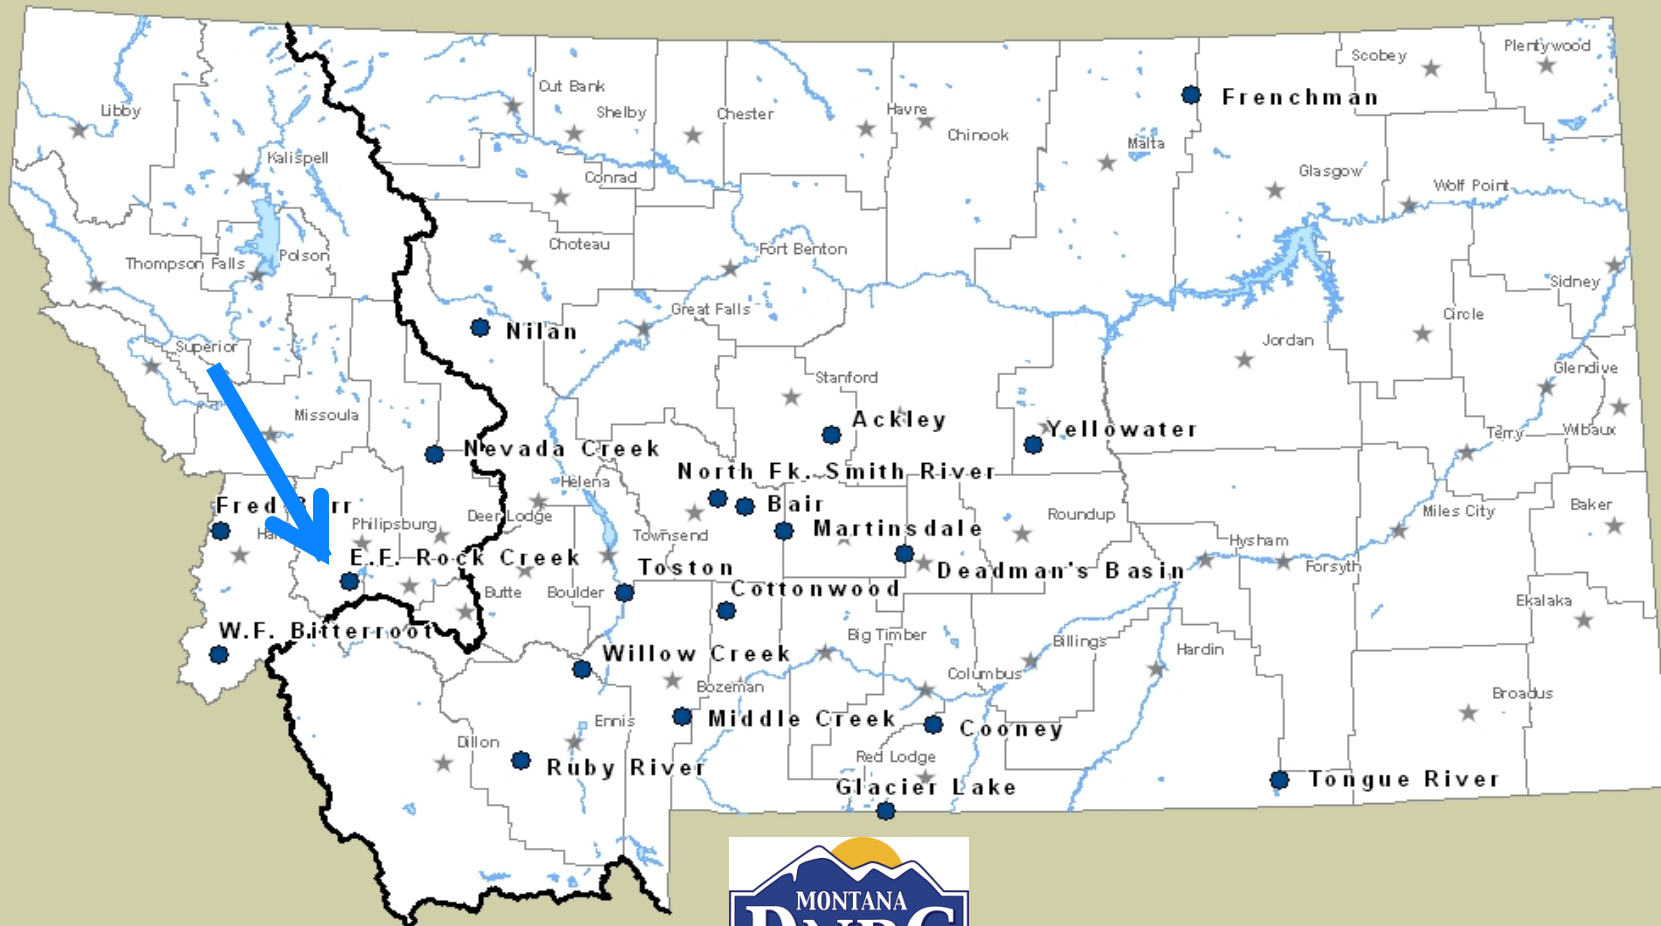 Plentywood
Scobey
Cut Bank
Frenchman
Libby
Shelby
Chester
Havre
Chinook
Malta
Kalispell
Conrad
Glasgow
Wolf Point
Choteau
Fort Benton
Polson
Thompson Falls
Sidney
Great Falls
Circle
Nilan
Superior
Jordan
Glendive
Stanford
Missoula
Ackley
Yellowater
Terry
Wibaux
Nevada Creek
North Fk. Smith River
Helena
Fred
rr
Bair
Baker
Miles City
Deer Lodge
Roundup
Philipsburg
Martinsdale
Townsend
Hysham
E.F. Rock Creek
Toston
Deadman's Basin
Forsyth
Butte
Boulder
Cottonwood
Ekalaka
W.F. Bitterroot
Big Timber
Billings
Willow Creek
Hardin
Columbus
Bozeman
Broadus
Ennis
Middle Creek
Cooney
Dillon
Red Lodge
Ruby River
Glacier Lake
Tongue River
MONTANA
DNRC